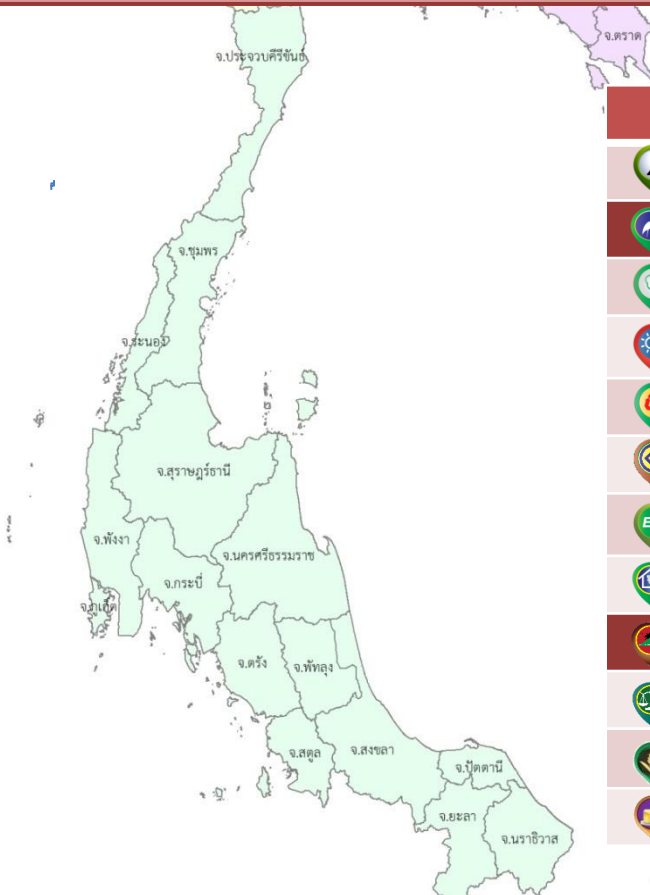 จ.ตราด
จ.ประจวบคีรีขันธ์
จ.ชุมพร
จ.ระนอง
จ.สุราษฎร์ธานี
จ.พังงา
จ.นครศรีธรรมราช
จ.กระบี่
จ.ภูเก็ต
จ.ตรัง
จ.พัทลุง
จ.สตูล
จ.สงขลา
จ.ปัตตานี
จ.ยะลา
จ.นราธิวาส